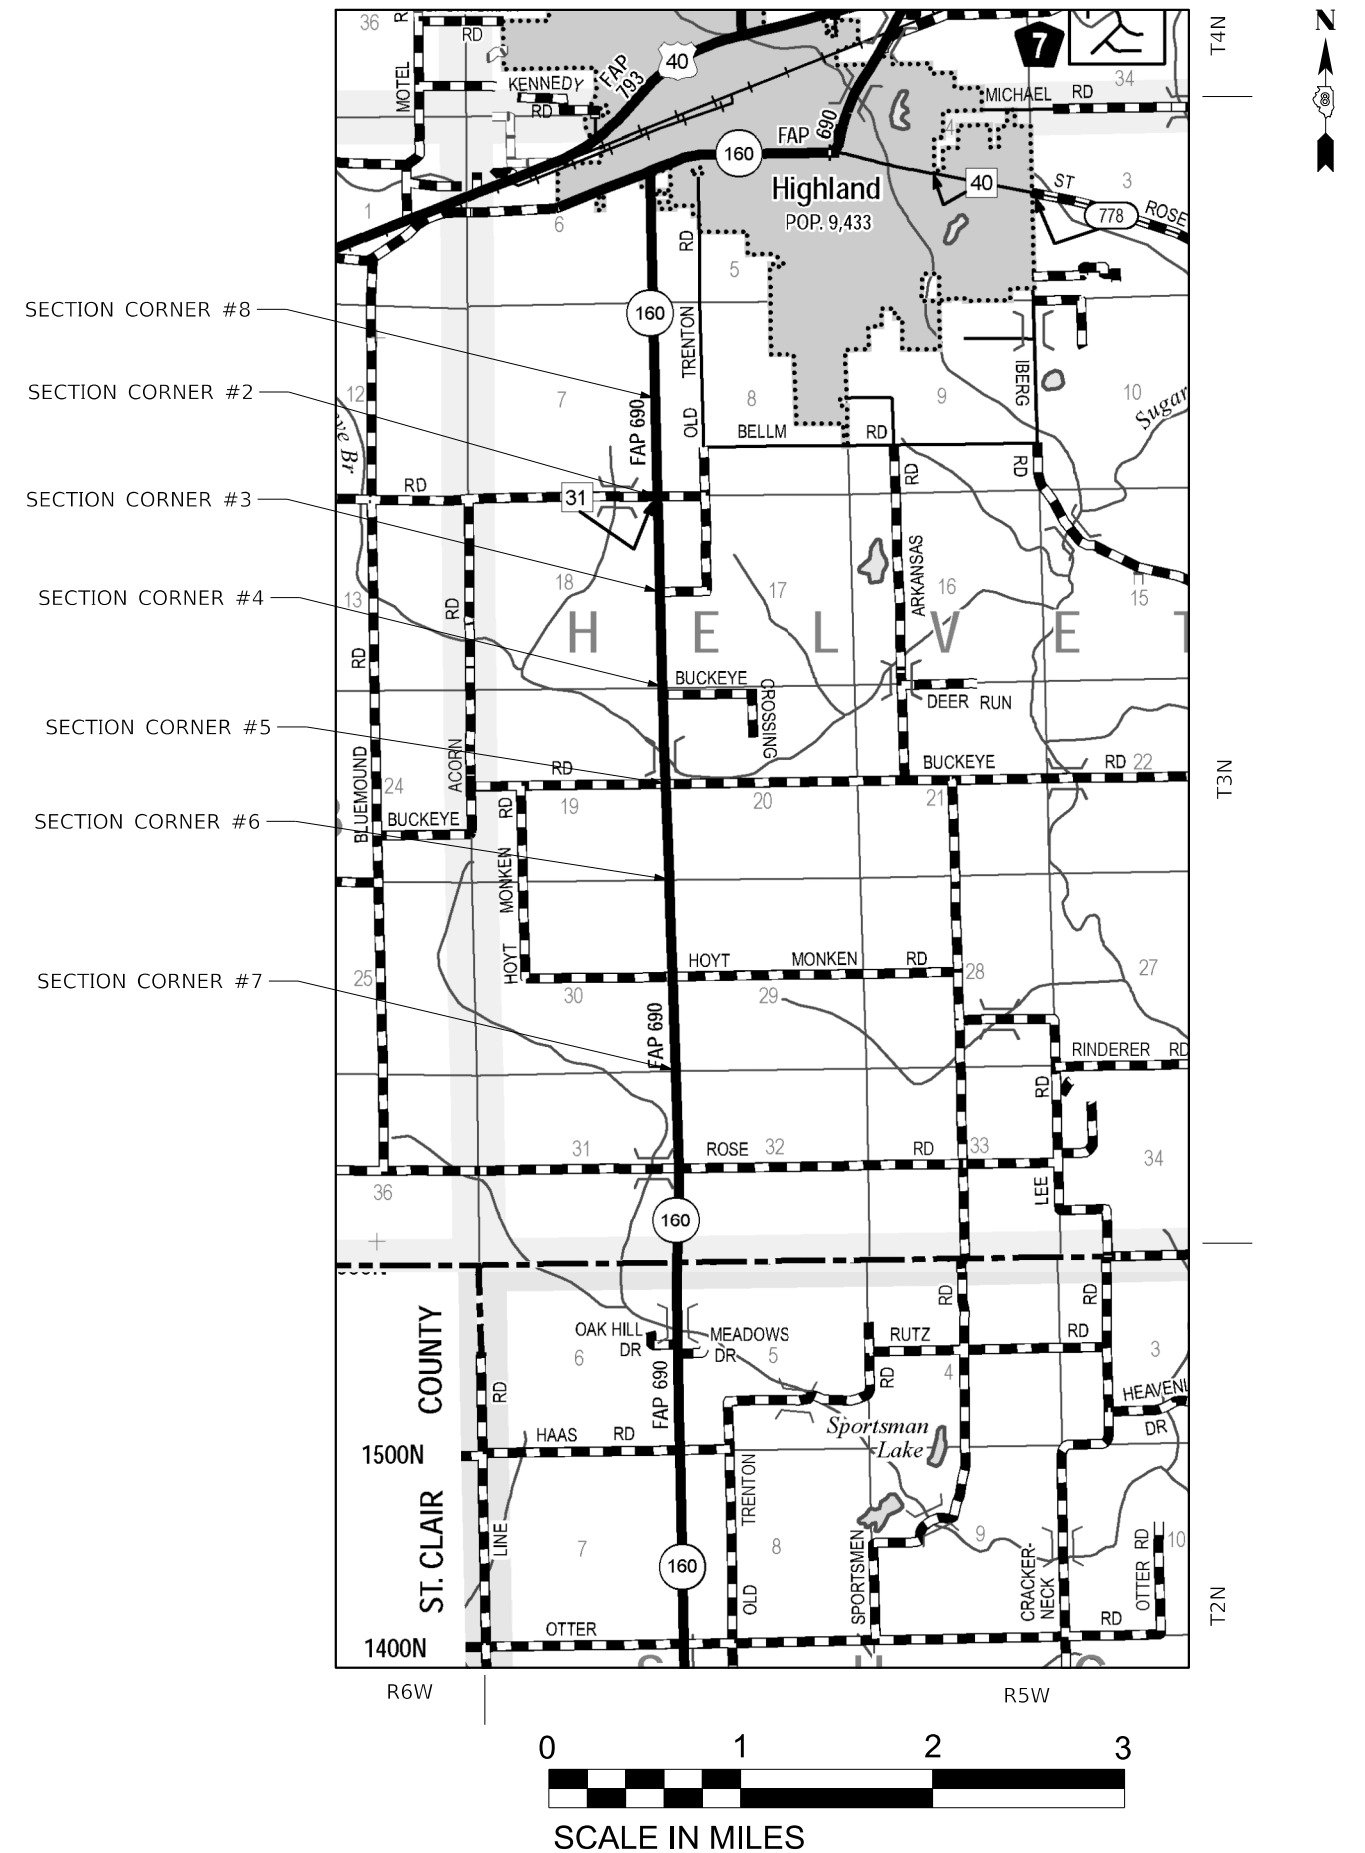 36
RD
RD
40
FAP
793
KENNEDY
RD
MOTEL
7
34
MICHAEL RD
T4N
N
8
FAP
690
4
160
Highland
POP. 9,433
40
ST
3
778
ROSE
1
6
RD
5
SECTION CORNER #8
160
TRENTON
IBERG
SECTION CORNER #2
12
7
8
9
10
Sugar
FAP 690
OLD
BELLM RD
RD
RD
RD
31
SECTION CORNER #3
ARKANSAS
18
17
16
15
SECTION CORNER #4
13
RD
H E L V E T
RD
BUCKEYE
CROSSING
DEER RUN
SECTION CORNER #5
BLUEMOUND
ACORN
RD
BUCKEYE RD
22
T3N
24
RD
19
20
21
SECTION CORNER #6
BUCKEYE
MONKEN
HOYT
HOYT MONKEN RD
SECTION CORNER #7
25
30
29
28
27
FAP 690
RINDERER RD
RD
31
ROSE
32
RD
33
34
LEE
36
160
COUNTY
RD
RD
OAK HILL
DR
MEADOWS
DR
RUTZ
RD
6
5
4
3
RD
RD
FAP 690
HEAVENL
DR
HAAS RD
Sportsman
Lake
1500N
ST. CLAIR
LINE
TRENTON
7
8
9
10
160
OLD
SPORTSMEN
CRACKER-
NECK
OTTER RD
T2N
OTTER
RD
1400N
R6W
R5W
0 1 2 3
SCALE IN MILES